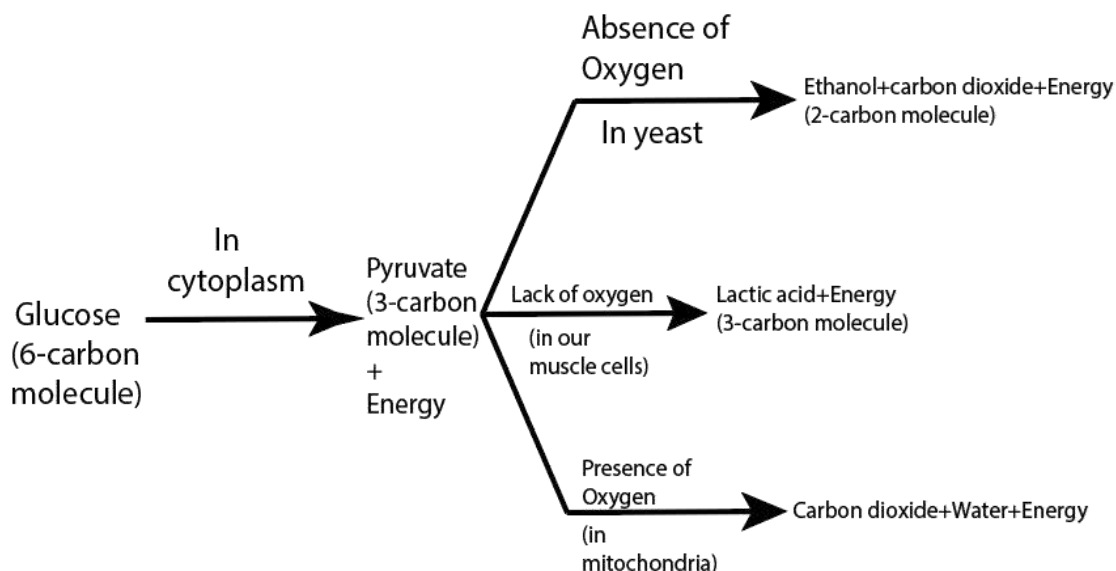 Glucose
(6-carbon
molecule)
In
cytoplasm
Pyruvate
(3-carbon
molecule)
+
Energy
Absence of
Oxygen
In yeast
Ethanol+carbon dioxide+Energy
(2-carbon molecule)
Lack of oxygen
(in our
muscle cells)
Lactic acid+Energy
(3-carbon molecule)
Presence of
Oxygen
(in
mitochondria)
Carbon dioxide+Water+Energy